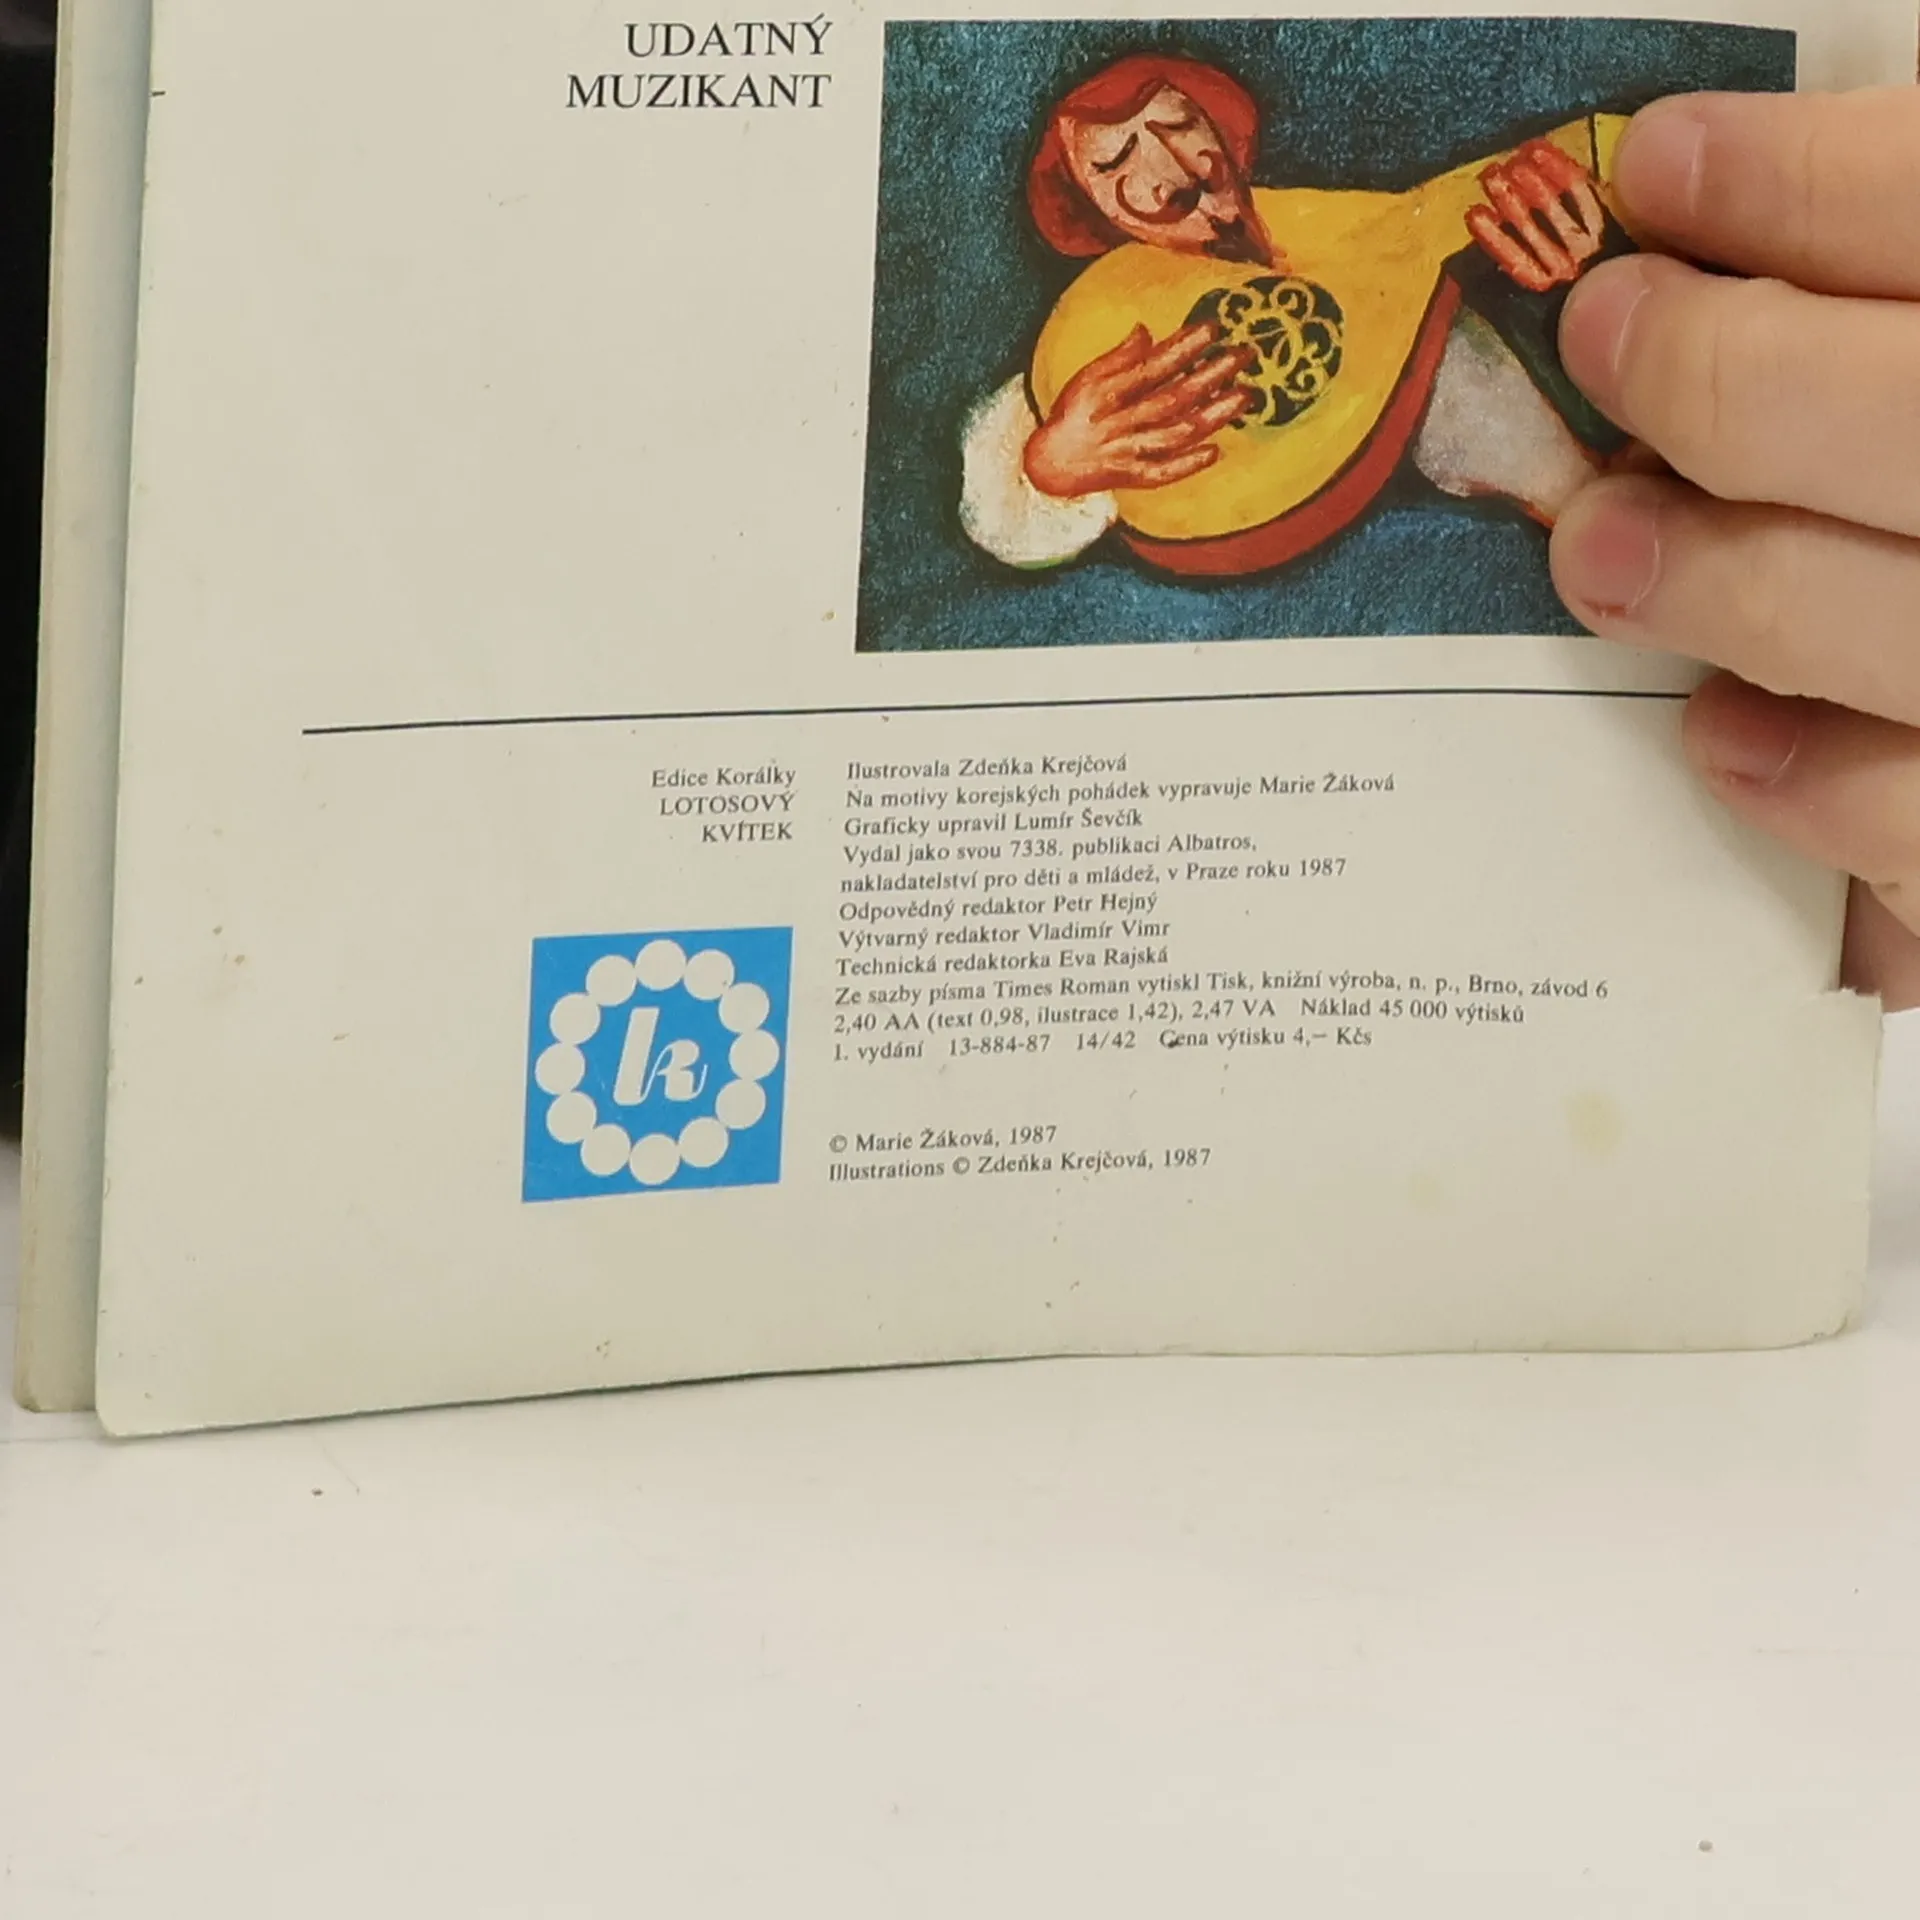 UDATNÝ
MUZIKANT
Edice Korálky
LOTOSOVÝ
KVÍTEK
Ilustrovala Zdeňka Krejčová
Na motivy korejských pohádek vypravuje Marie Žáková
Graficky upravil Lumír Ševčík
Vydal jako svou 7338. publikaci Albatros,
nakladatelství pro děti a mládež, v Praze roku 1987
Odpovědný redaktor Petr Hejný
Výtvarný redaktor Vladimír Vimr
Technická redaktorka Eva Rajská
Ze sazby písma Times Roman vytiskl Tisk, knižní výroba, n. p., Brno, závod 6
2,40 AA (text 0,98, ilustrace 1,42), 2,47 VA Náklad 45 000 výtisků
1. vydání 13-884-87 14/42 Cena výtisku 4,– Kčs
k
© Marie Žáková, 1987
Illustrations © Zdeňka Krejčová, 1987